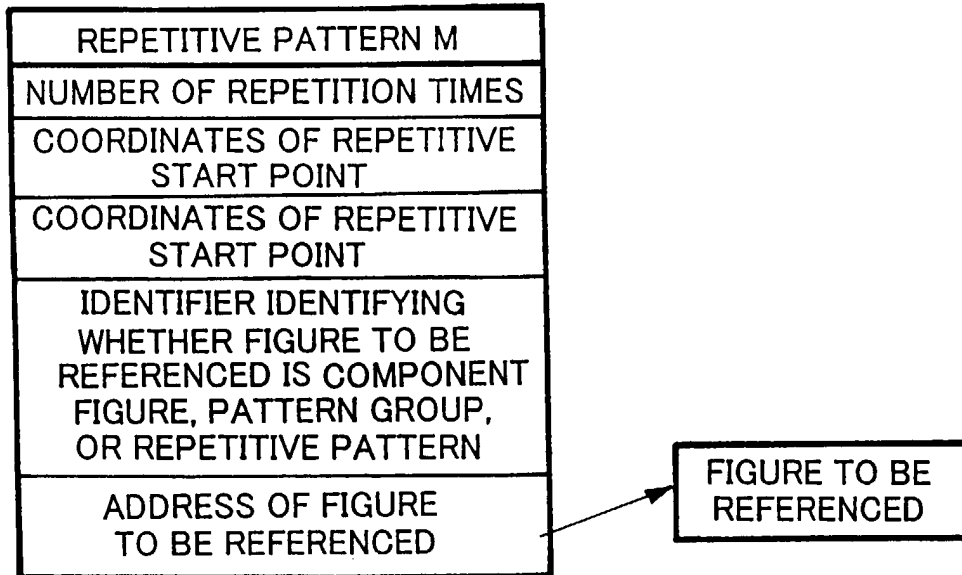 REPETITIVE PATTERN M
NUMBER OF REPETITION TIMES
COORDINATES OF REPETITIVE
START POINT
COORDINATES OF REPETITIVE
START POINT
IDENTIFIER IDENTIFYING
WHETHER FIGURE TO BE
REFERENCED IS COMPONENT
FIGURE, PATTERN GROUP,
OR REPETITIVE PATTERN
ADDRESS OF FIGURE
TO BE REFERENCED
FIGURE TO BE
REFERENCED